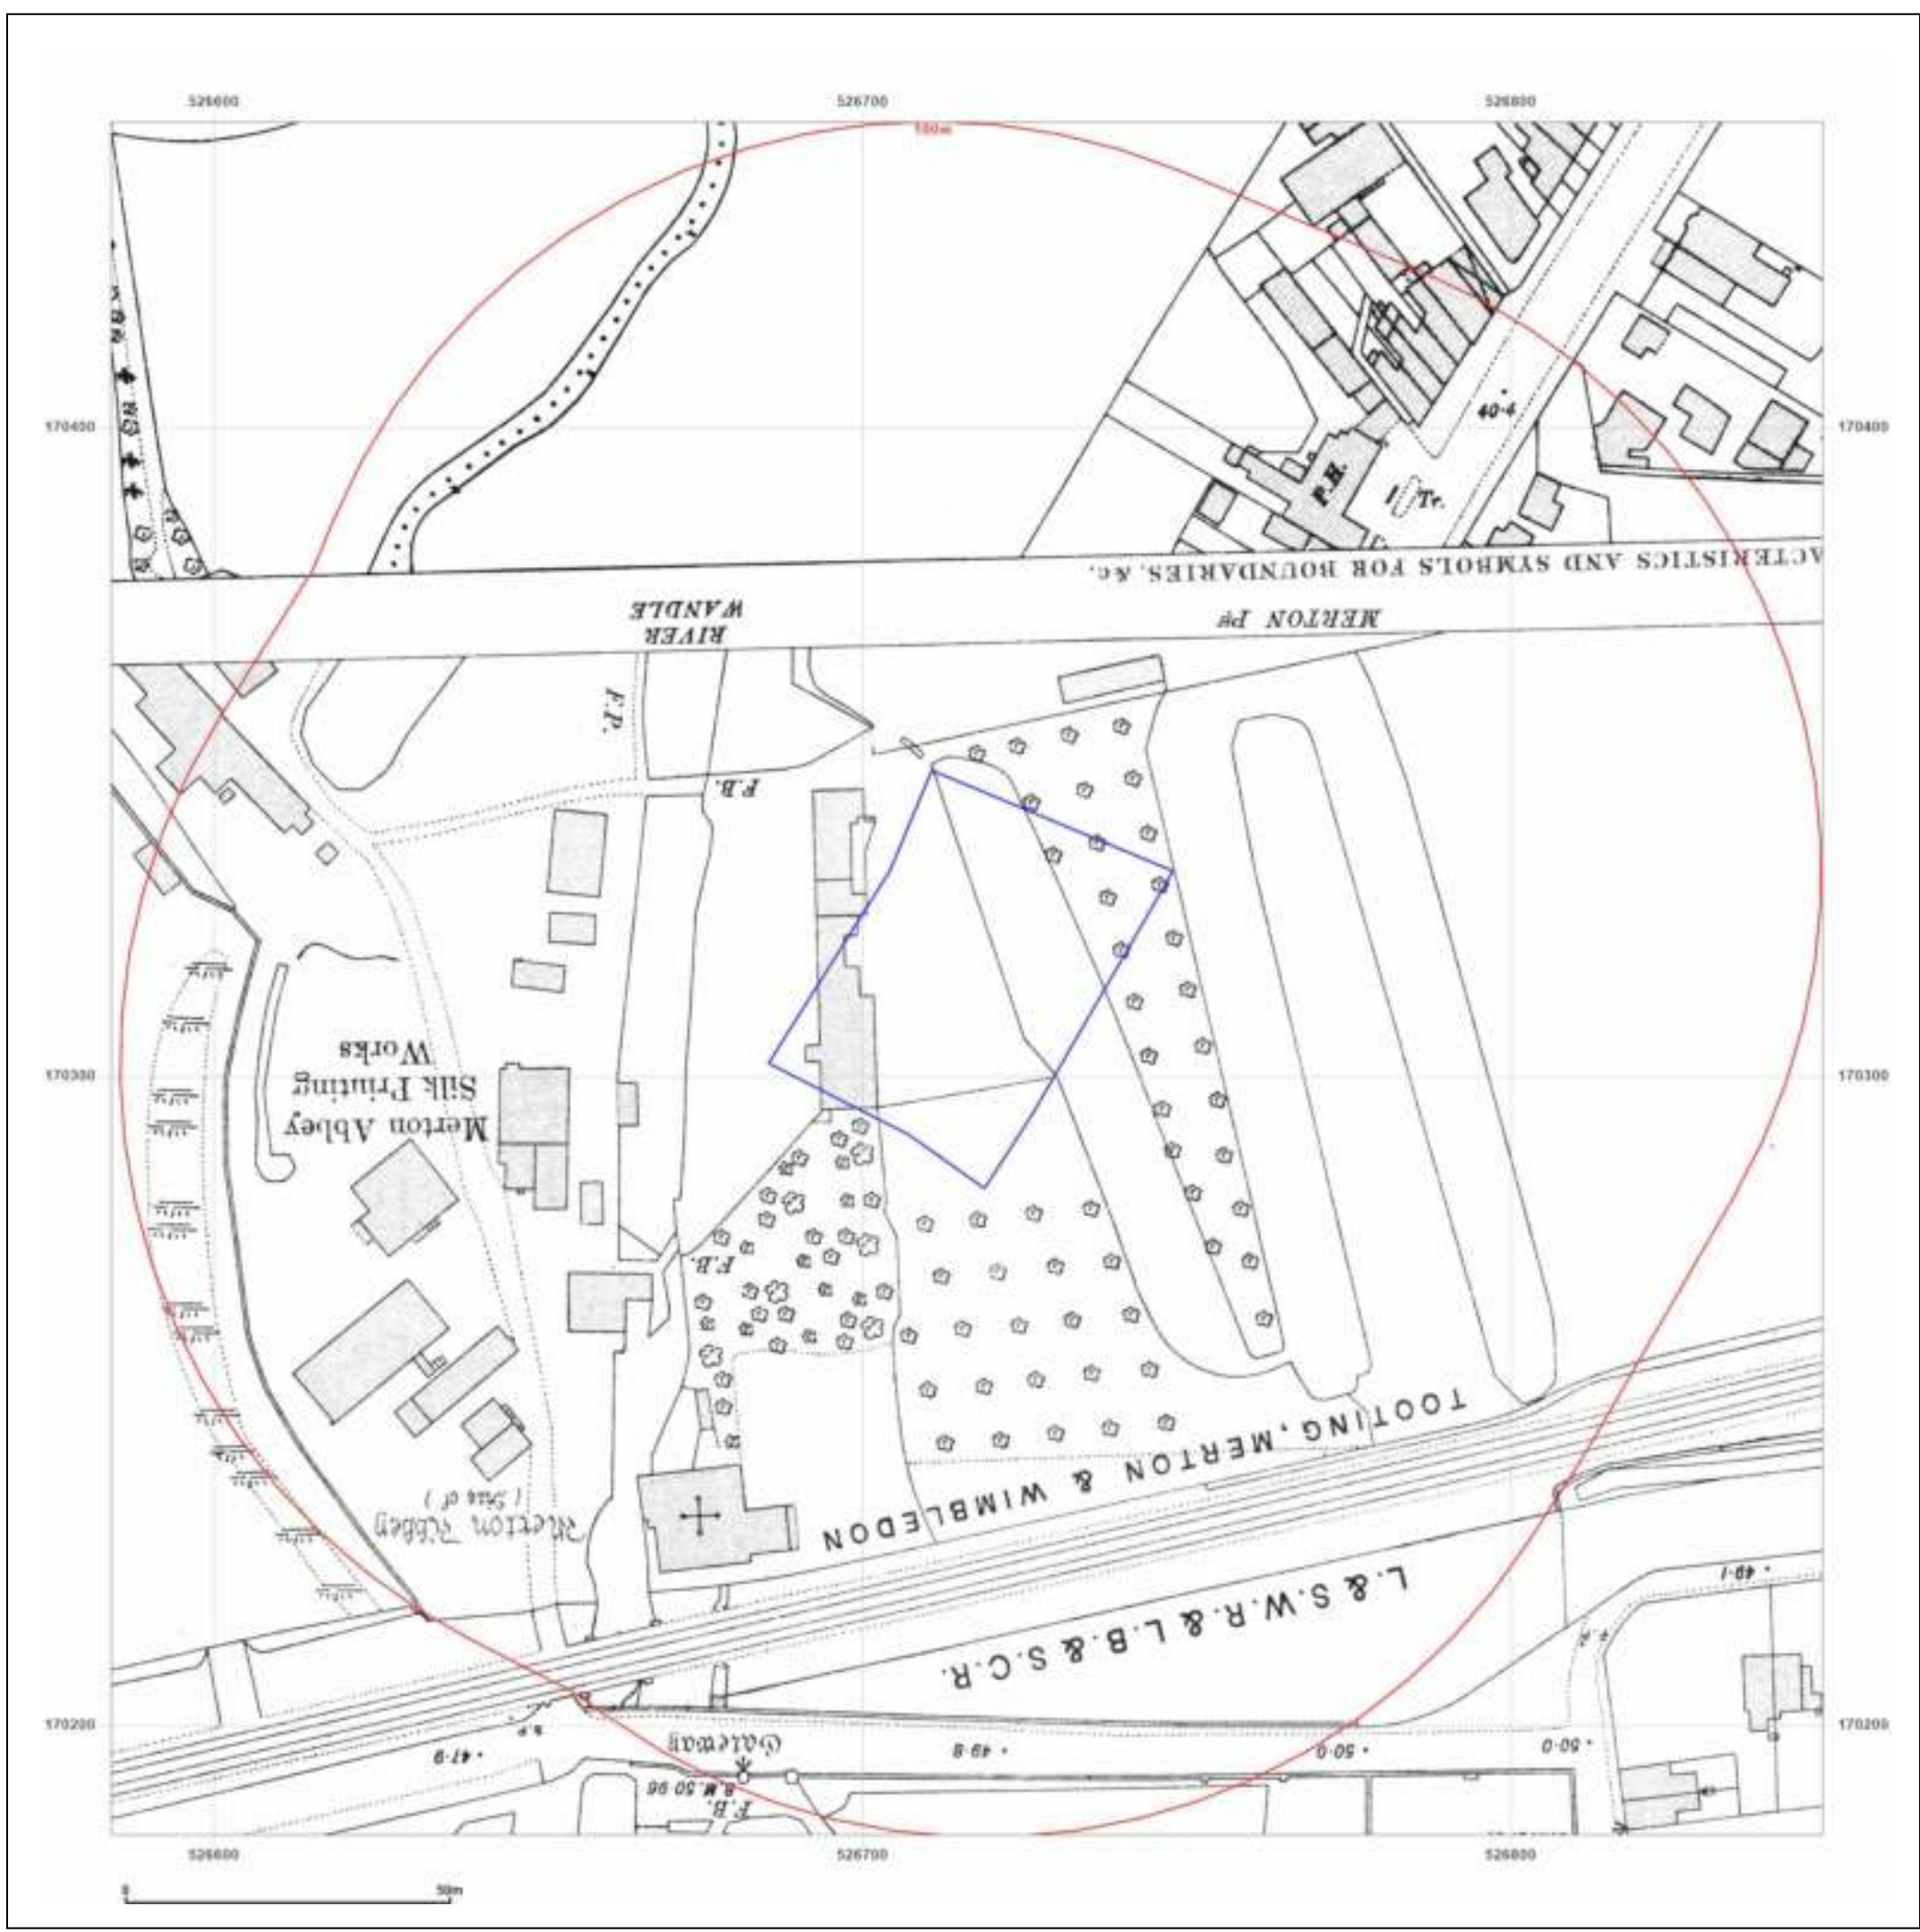 526600
526700
526800
100m
170400
170400
40·4
P.H.
Tr.
ACTERISTICS AND SYMBOLS FOR BOUNDARIES, &c.
MERTON
RIVER
WANDLE
F.P.
F.B.
170300
170300
Merton Abbey
Silk Printing
Works
F.B.
TOOTING, MERTON & WIMBLEDON
Merton Abbey
(Site of)
L. & S.W.R. & L.B. & S.C.R.
49·1
170200
170200
47·9
Gateway
49·8
50·0
50·0
B.M. 50·96
F.B.
526600
526700
526800
0
50m